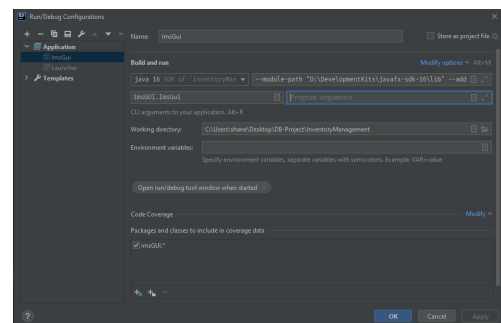 Run/Debug Configurations
Name: ImsGui
Store as project file
Application
ImsGui
Launcher
Templates
Build and run
Modify options Alt+M
java 16 SDK of 'InventoryMan
--module-path "D:\DevelopmentKits\javafx-sdk-16\lib" --add
imsGUI.ImsGui
Program arguments
CLI arguments to your application. Alt+R
Working directory: C:\Users\shane\Desktop\DB-Project\InventoryManagement
Environment variables:
Specify environment variables, separate variables with semicolons. Example: VAR=value
Open run/debug tool window when started
Code Coverage
Modify
Packages and classes to include in coverage data
imsGUI.*
?
OK
Cancel
Apply